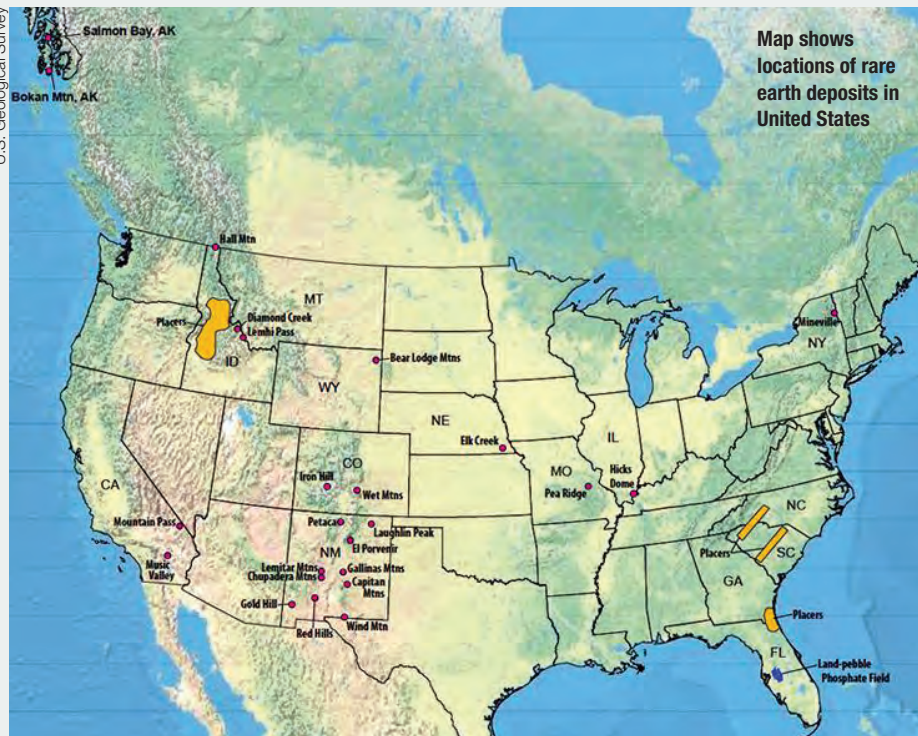 U.S. Geological Survey
Salmon Bay, AK
Bokan Mtn, AK
Map shows
locations of rare
earth deposits in
United States
Hall Mtn
MT
Placers
Diamond Creek
Lemhi Pass
ID
WY
Bear Lodge Mtns
Mineville
NY
NE
Elk Creek
IL
MO
Pea Ridge
Hicks
Dome
CO
Iron Hill
Wet Mtns
CA
Mountain Pass
Music
Valley
Petaca
Laughlin Peak
El Porvenir
NM
Lemitar Mtns
Chupadera Mtns
Gallinas Mtns
Capitan
Mtns
Gold Hill
Red Hills
Wind Mtn
NC
Placers
SC
GA
Placers
FL
Land-pebble
Phosphate Field